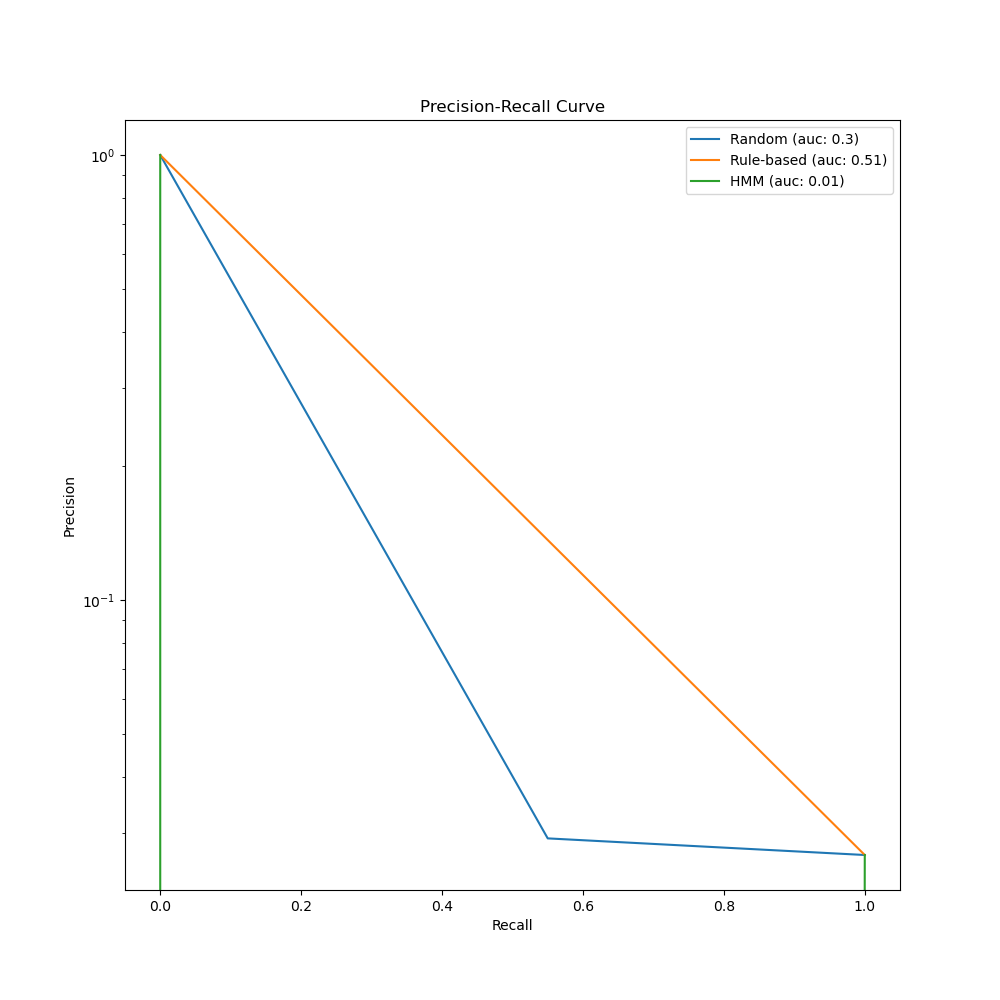 Precision-Recall Curve
Random (auc: 0.3)
Rule-based (auc: 0.51)
HMM (auc: 0.01)
10⁰
10⁻¹
Precision
0.0 0.2 0.4 0.6 0.8 1.0
Recall